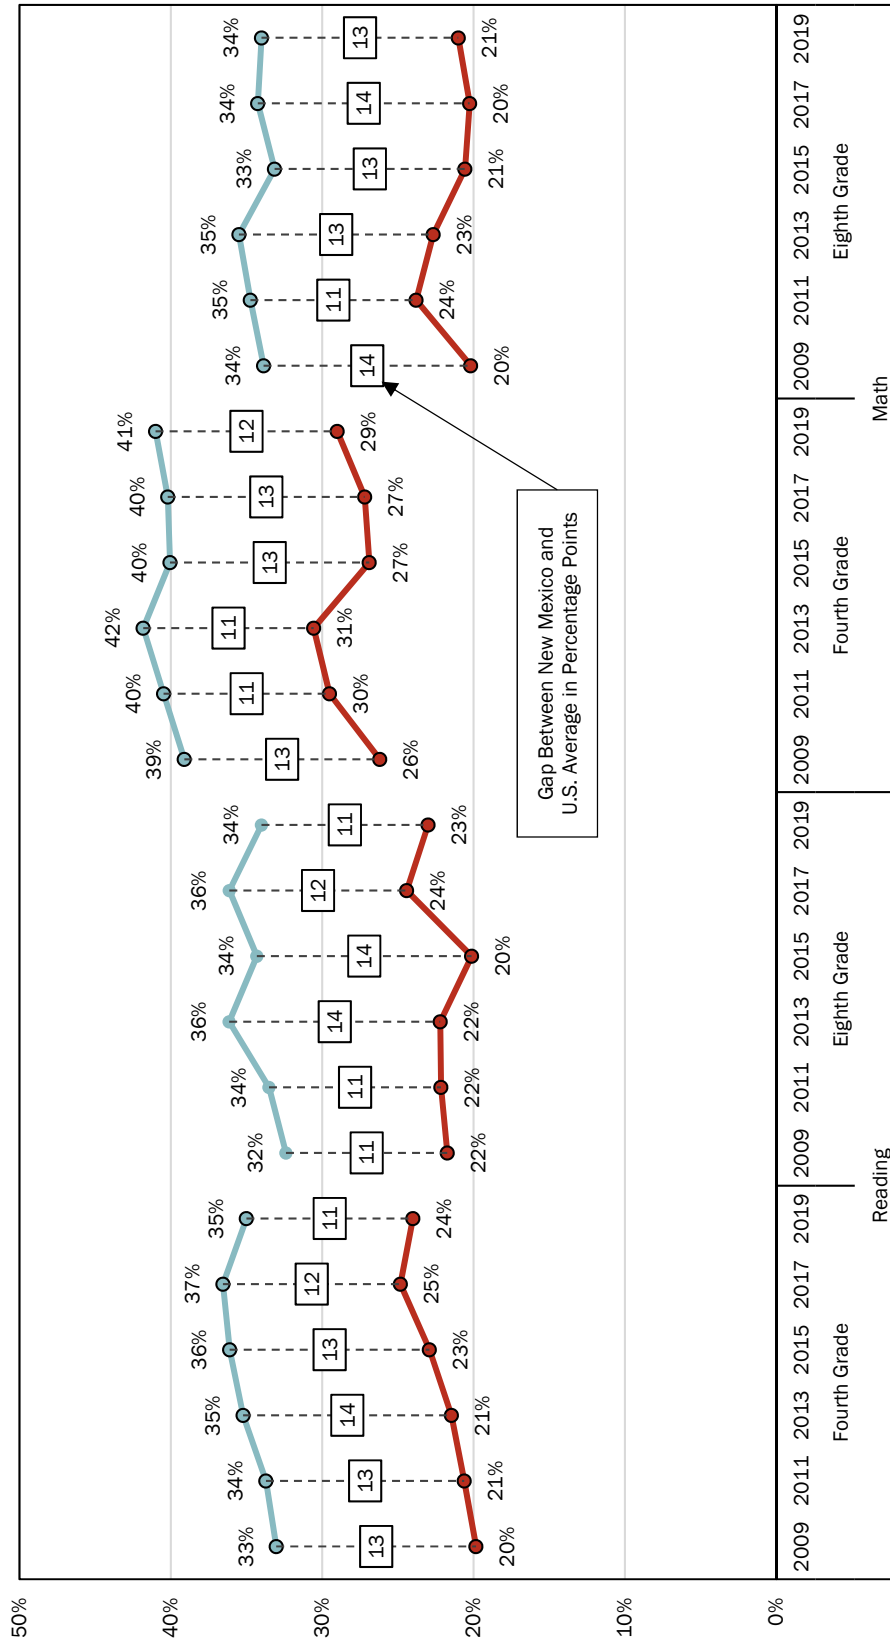 50%
40%
30%
20%
10%
0%
33% 34% 35% 36% 37% 35% 32% 34% 36% 34% 36% 34% 39% 40% 42% 40% 40% 41% 34% 35% 35% 33% 34% 34%
13 13 14 13 12 11 11 11 14 14 12 11 13 11 11 13 13 12 14 11 13 13 14 13
20% 21% 21% 23% 25% 24% 22% 22% 22% 20% 24% 23% 26% 30% 31% 27% 27% 29% 20% 24% 23% 21% 20% 21%
Gap Between New Mexico and
U.S. Average in Percentage Points
2009 2011 2013 2015 2017 2019 2009 2011 2013 2015 2017 2019 2009 2011 2013 2015 2017 2019 2009 2011 2013 2015 2017 2019
Fourth Grade Eighth Grade Fourth Grade Eighth Grade
Reading Math